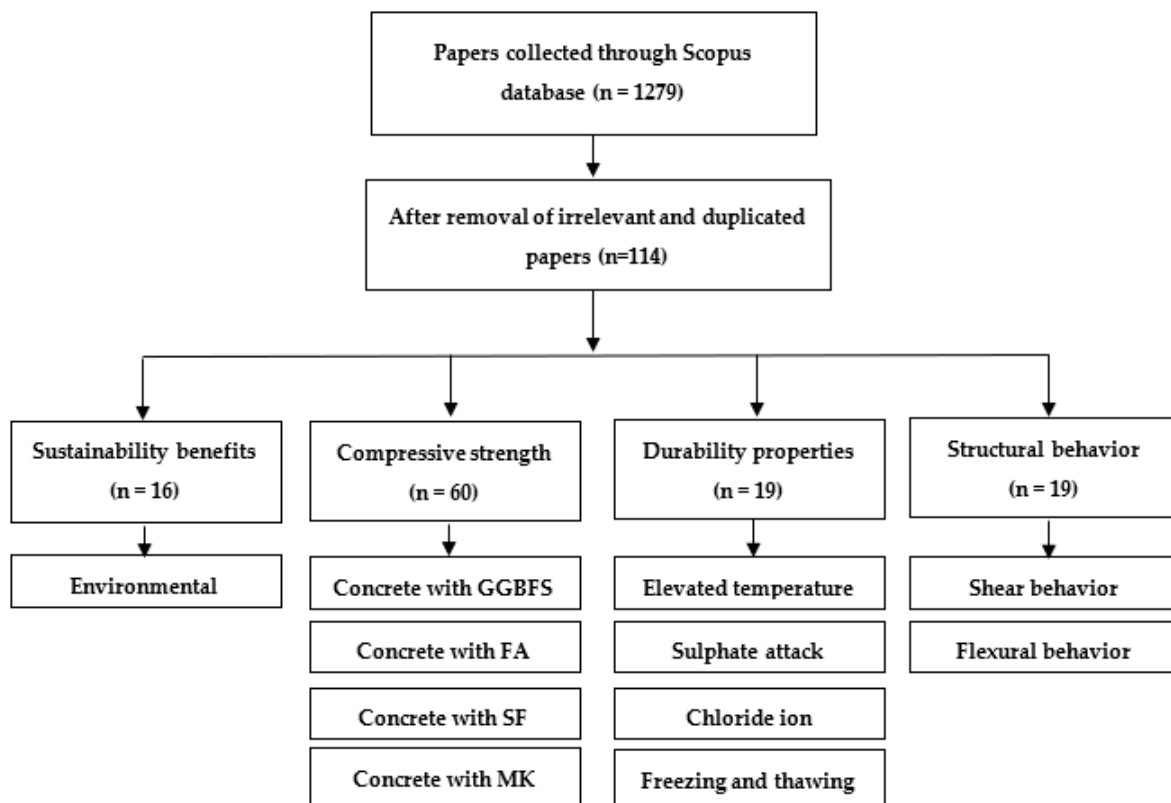 Papers collected through Scopus
database (n = 1279)
After removal of irrelevant and duplicated
papers (n=114)
Sustainability benefits
(n = 16)
Compressive strength
(n = 60)
Durability properties
(n = 19)
Structural behavior
(n = 19)
Environmental
Concrete with GGBFS
Elevated temperature
Shear behavior
Concrete with FA
Sulphate attack
Flexural behavior
Concrete with SF
Chloride ion
Concrete with MK
Freezing and thawing